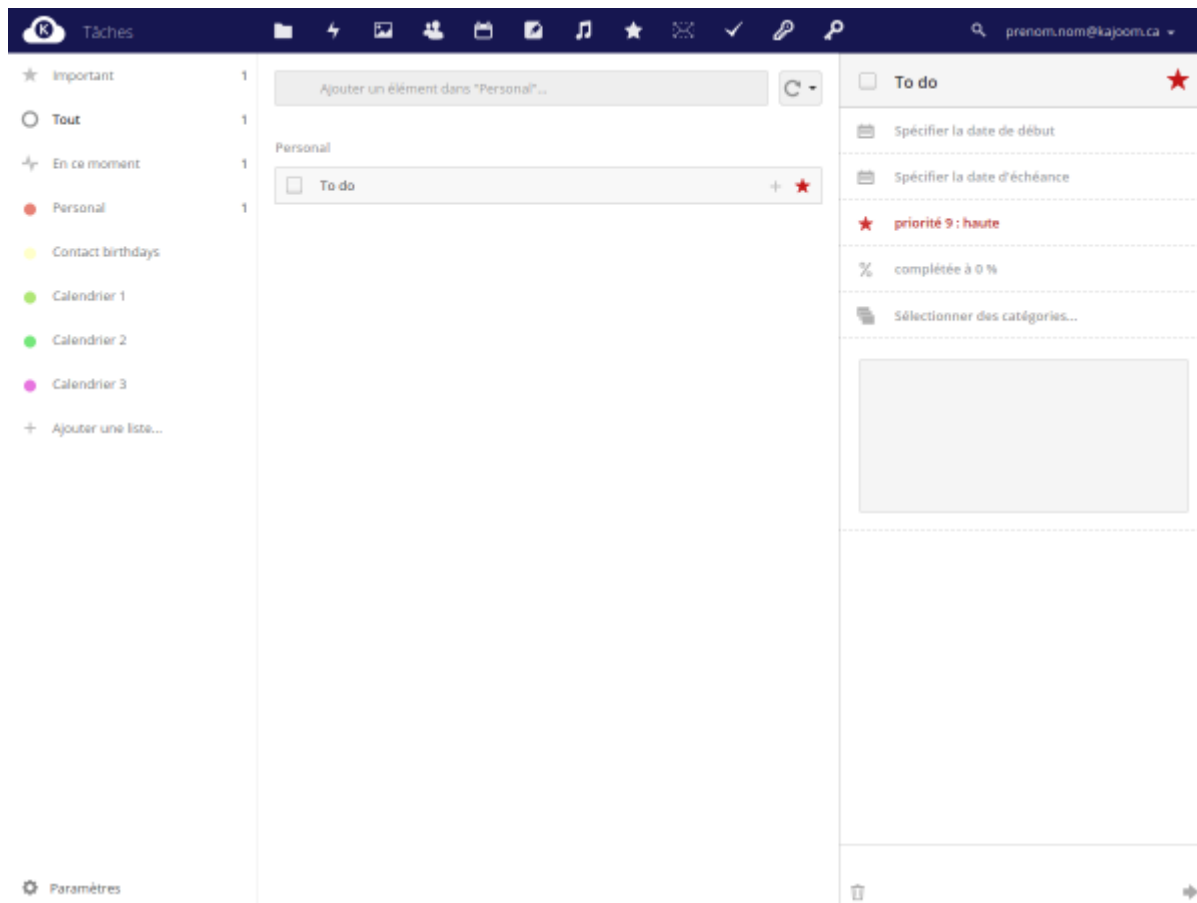 K
Tâches
prenom.nom@kajoom.ca
Important 1
Tout 1
En ce moment 1
Personal 1
Contact birthdays
Calendrier 1
Calendrier 2
Calendrier 3
Ajouter une liste...
Paramètres
Ajouter un élément dans "Personal"...
Personal
To do
To do
Spécifier la date de début
Spécifier la date d'échéance
priorité 9 : haute
complétée à 0 %
Sélectionner des catégories...